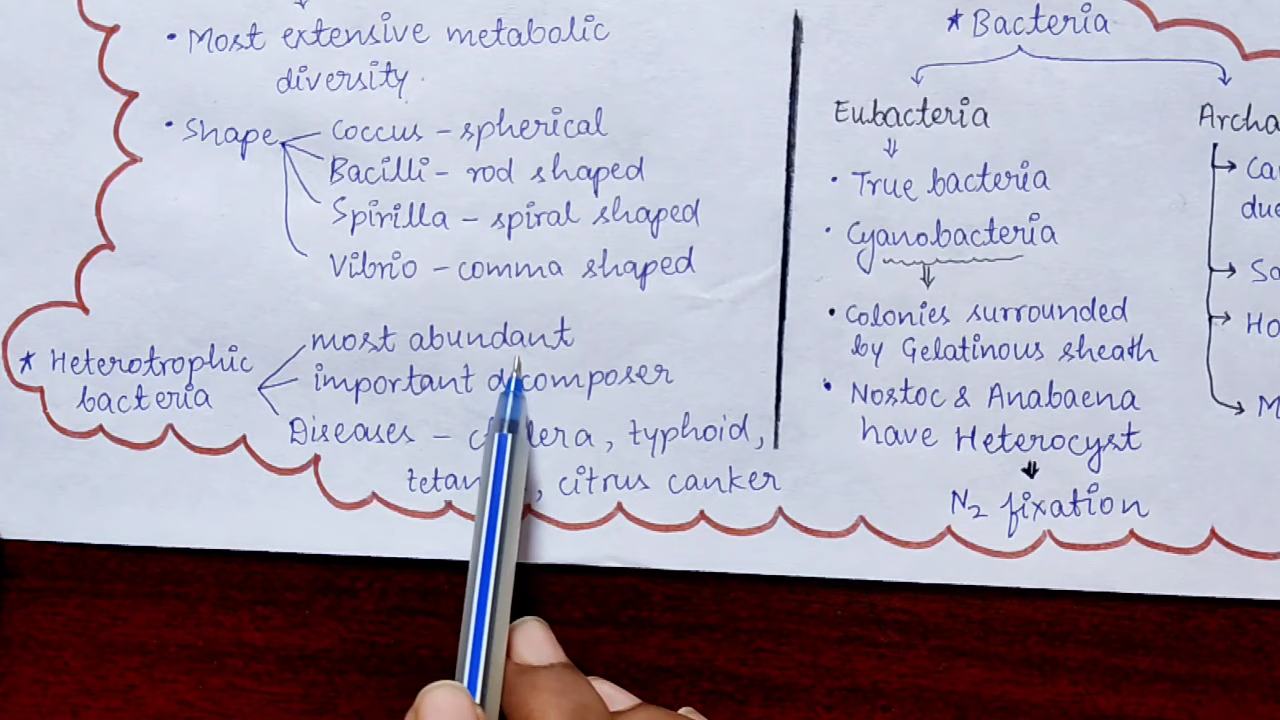 • Most extensive metabolic
diversity.
• Shape
Coccus – spherical
Bacilli – rod shaped
Spirilla – spiral shaped
Vibrio – comma shaped
* Heterotrophic
bacteria
most abundant
important decomposer
Diseases – cholera, typhoid,
, citrus canker
* Bacteria
Eubacteria
• True bacteria
• Cyanobacteria
• Colonies surrounded
by Gelatinous sheath
• Nostoc & Anabaena
have Heterocyst
N₂ fixation